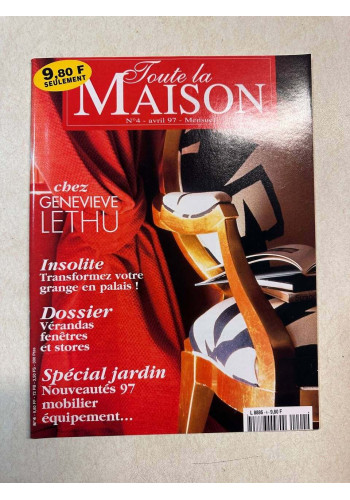 9,80 F
SEULEMENT
Toute la
MAISON
N°4 - avril 97 - Mensuel
chez
GENEVIEVE
LETHU
Insolite
Transformez votre
grange en palais !
Dossier
Vérandas
fenêtres
et stores
Spécial jardin
Nouveautés 97
mobilier
équipement...